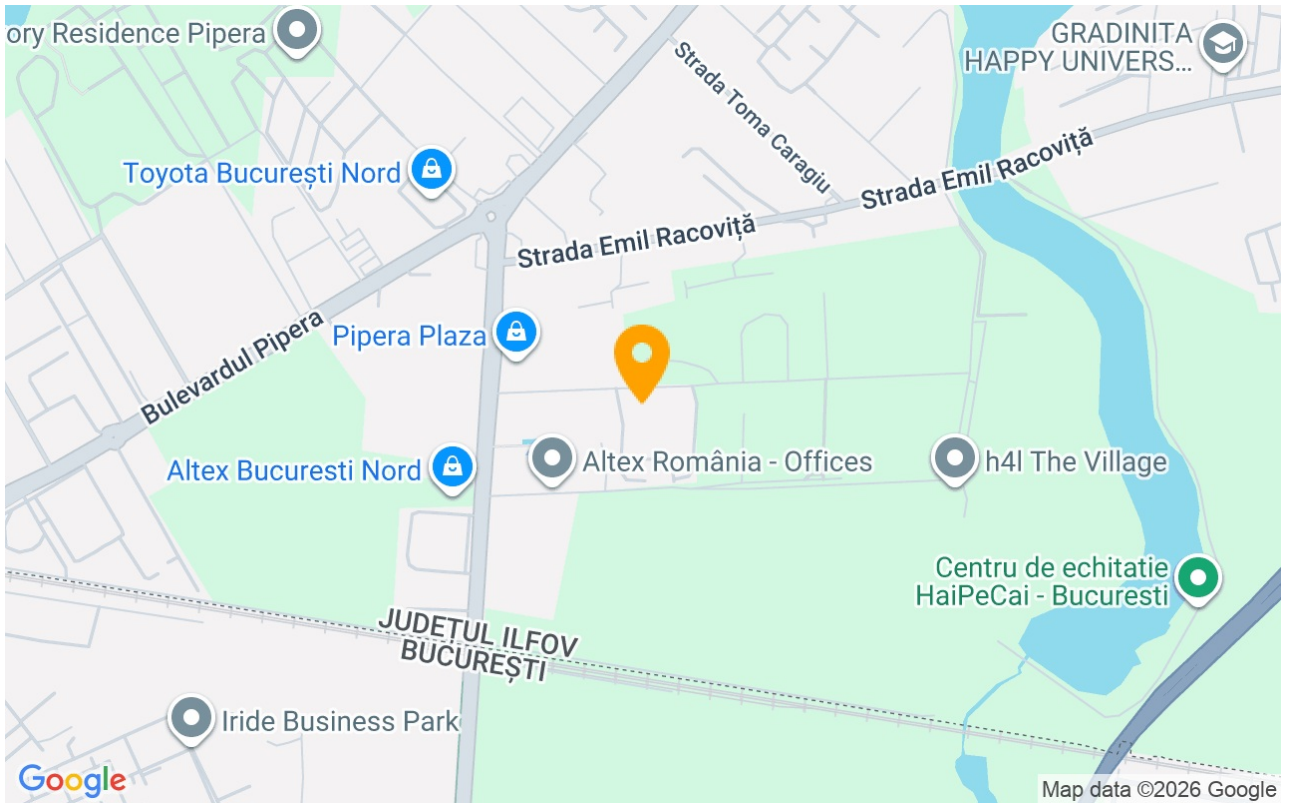 ory Residence Pipera
GRADINITA
HAPPY UNIVERS...
Strada Toma Caragiu
Toyota București Nord
Strada Emil Racoviță
Strada Emil Racoviță
Pipera Plaza
Bulevardul Pipera
Altex Bucuresti Nord
Altex România - Offices
h4l The Village
Centru de echitatie
HaiPeCai - Bucuresti
JUDEȚUL ILFOV
BUCUREȘTI
Iride Business Park
Google
Map data ©2026 Google